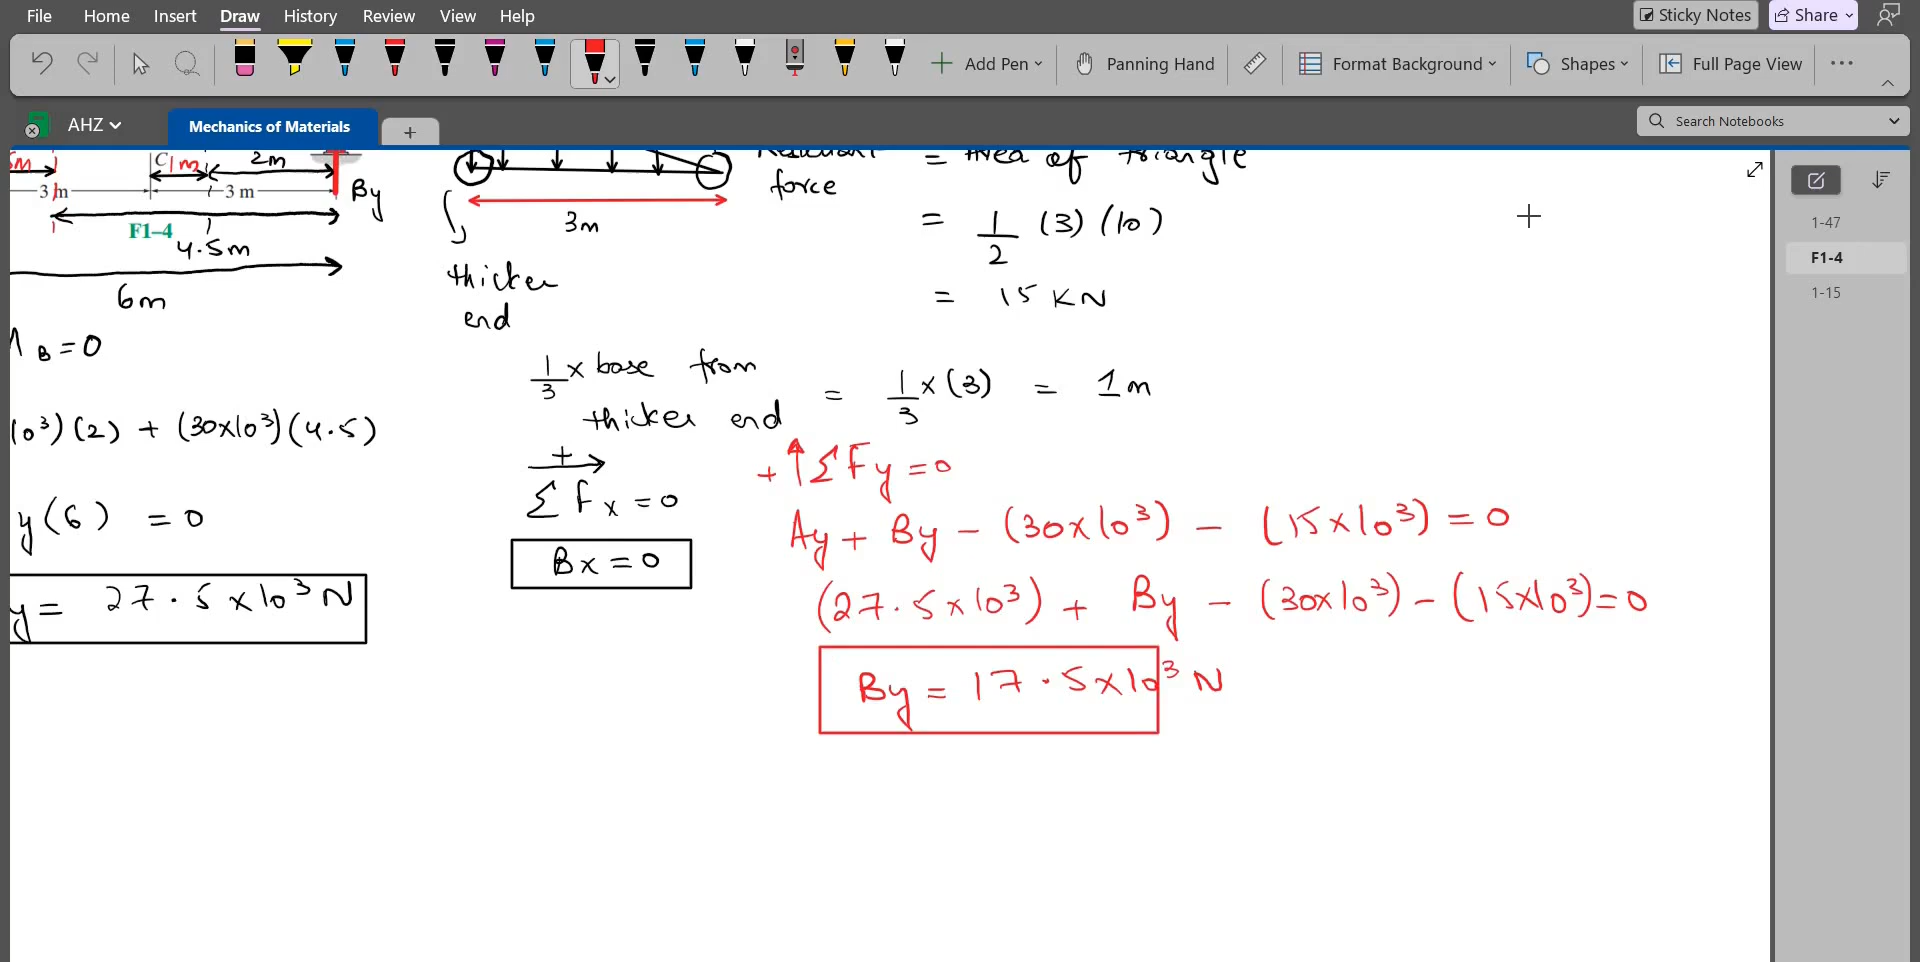 File Home Insert Draw History Review View Help Sticky Notes Share
Add Pen Panning Hand Format Background Shapes Full Page View
AHZ Mechanics of Materials + Search Notebooks
1-47
F1-4
1-15
C 1m 2m
3 m 3 m By
F1–4
4.5m
6m
B = 0
(2) + (30x10³)(4.5)
y(6) = 0
y = 27.5x10³ N
3m
thicker
end
force
= Area of triangle
= 1/2 (3)(10)
= 15 KN
1/3 x base from
thicker end
= 1/3 x (3) = 1m
+
ΣFx = 0
Bx = 0
+ ↑ΣFy = 0
Ay + By - (30x10³) - (15x10³) = 0
(27.5x10³) + By - (30x10³) - (15x10³) = 0
By = 17.5x10³ N